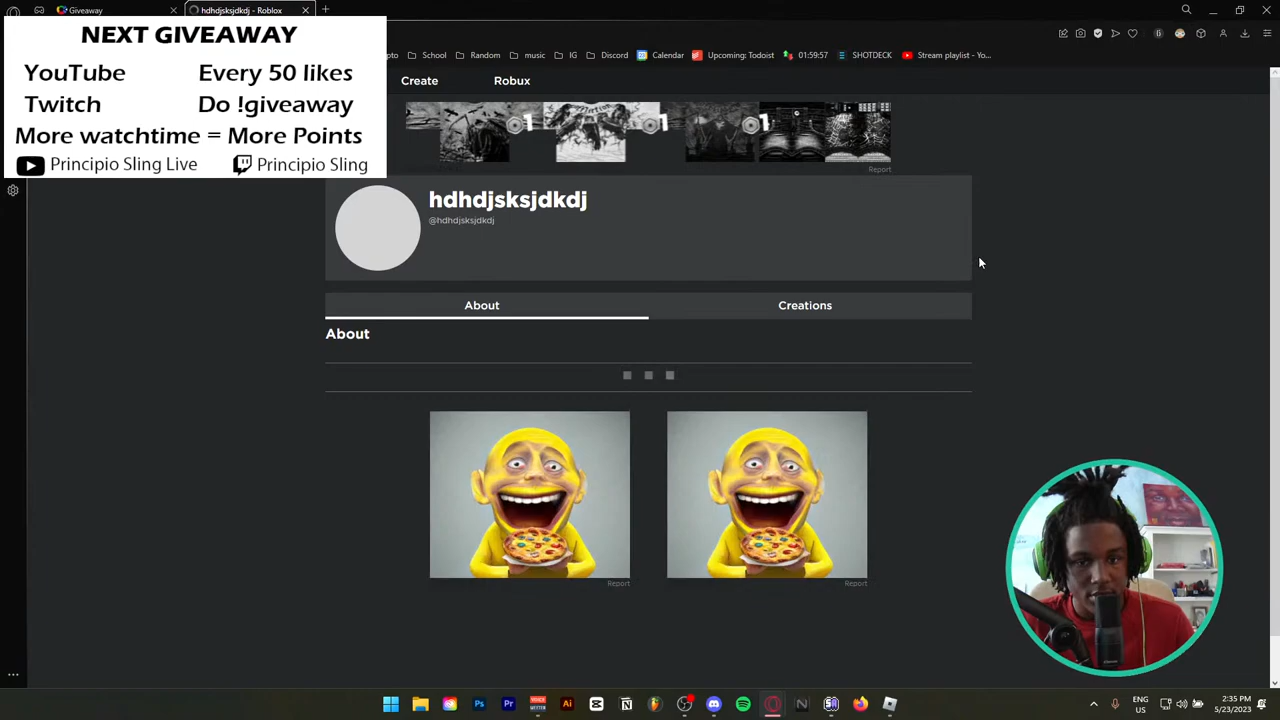 Giveaway
hdhdjsksjdkdj - Roblox
NEXT GIVEAWAY
YouTube Every 50 likes
Twitch Do !giveaway
More watchtime = More Points
Principio Sling Live Principio Sling
School Random music IG Discord Calendar Upcoming: Todoist 01:59:57 SHOTDECK Stream playlist - Yo...
Create Robux
Report
hdhdjsksjdkdj
@hdhdjsksjdkdj
About Creations
About
Report Report
ENG
US
2:35 PM
5/23/2023